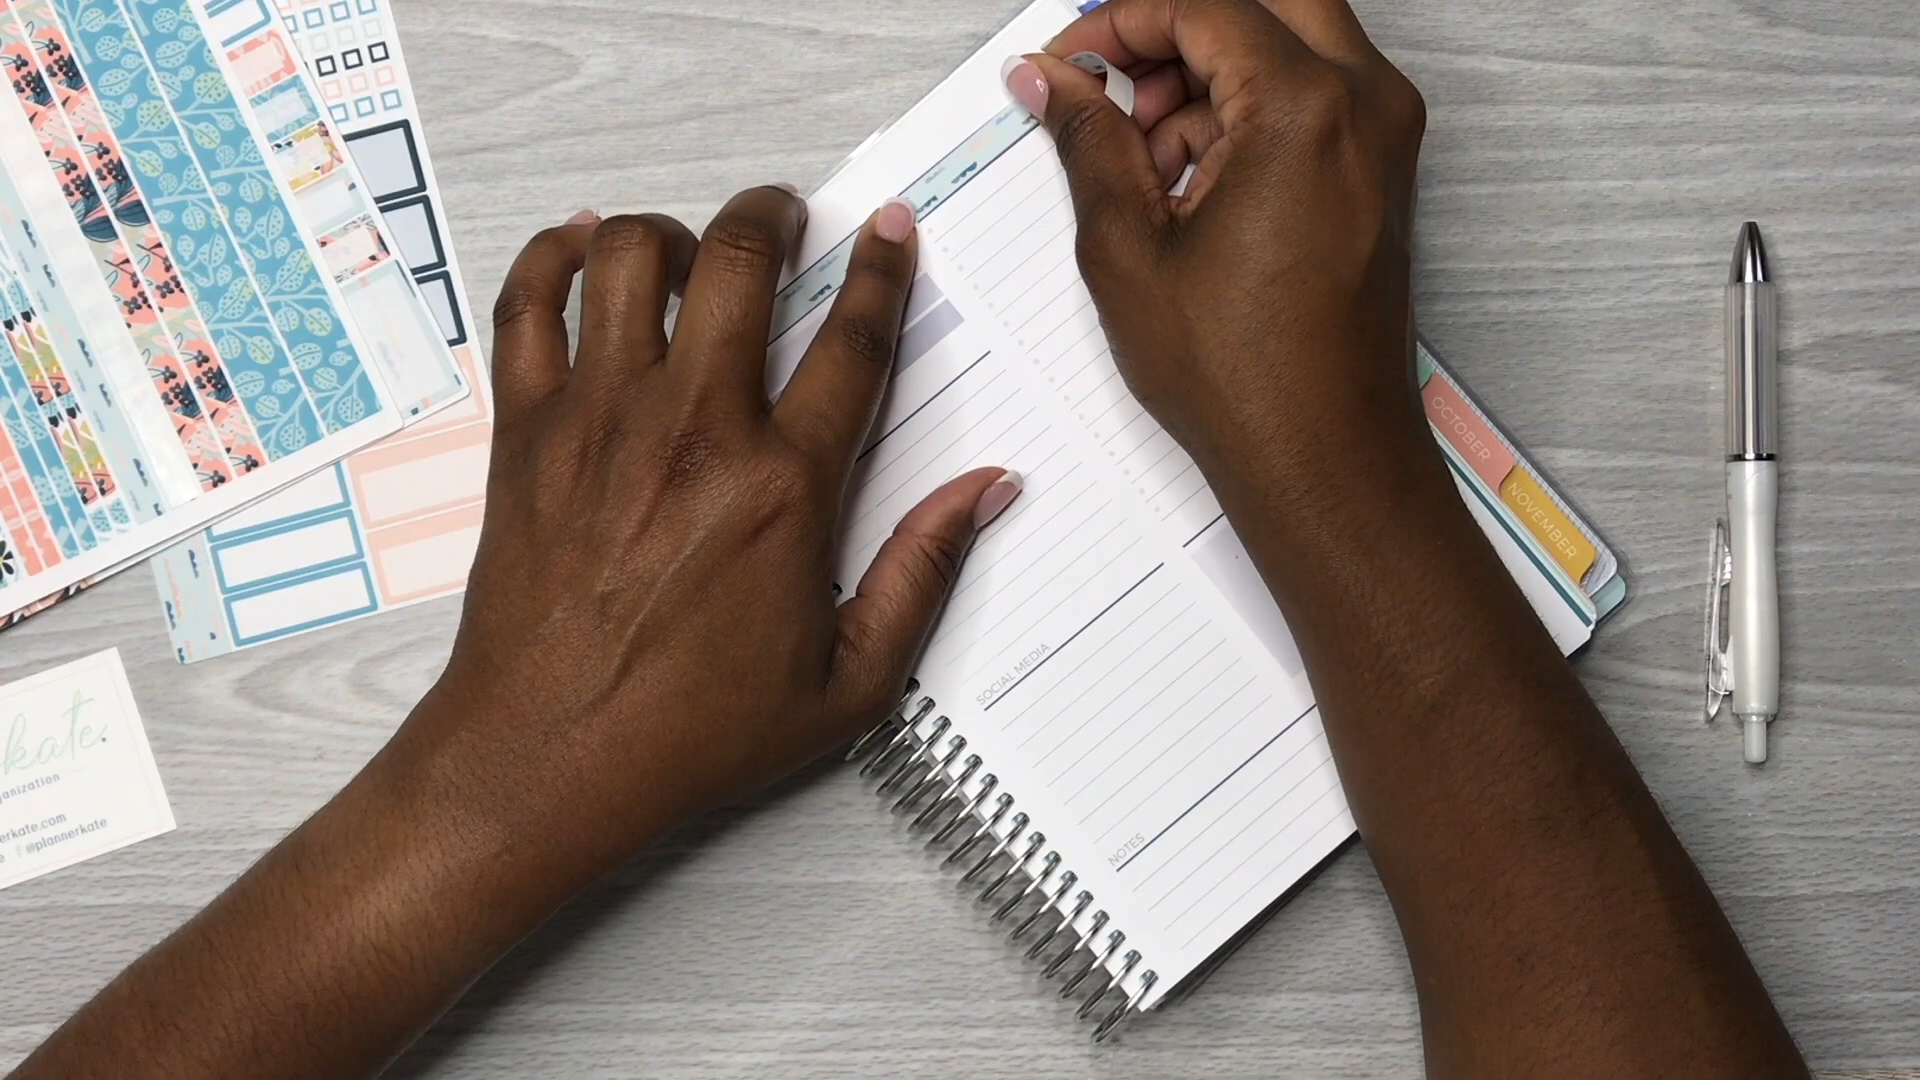 OCTOBER
NOVEMBER
SOCIAL MEDIA
NOTES
kate.
anization
erkate.com
@plannerkate